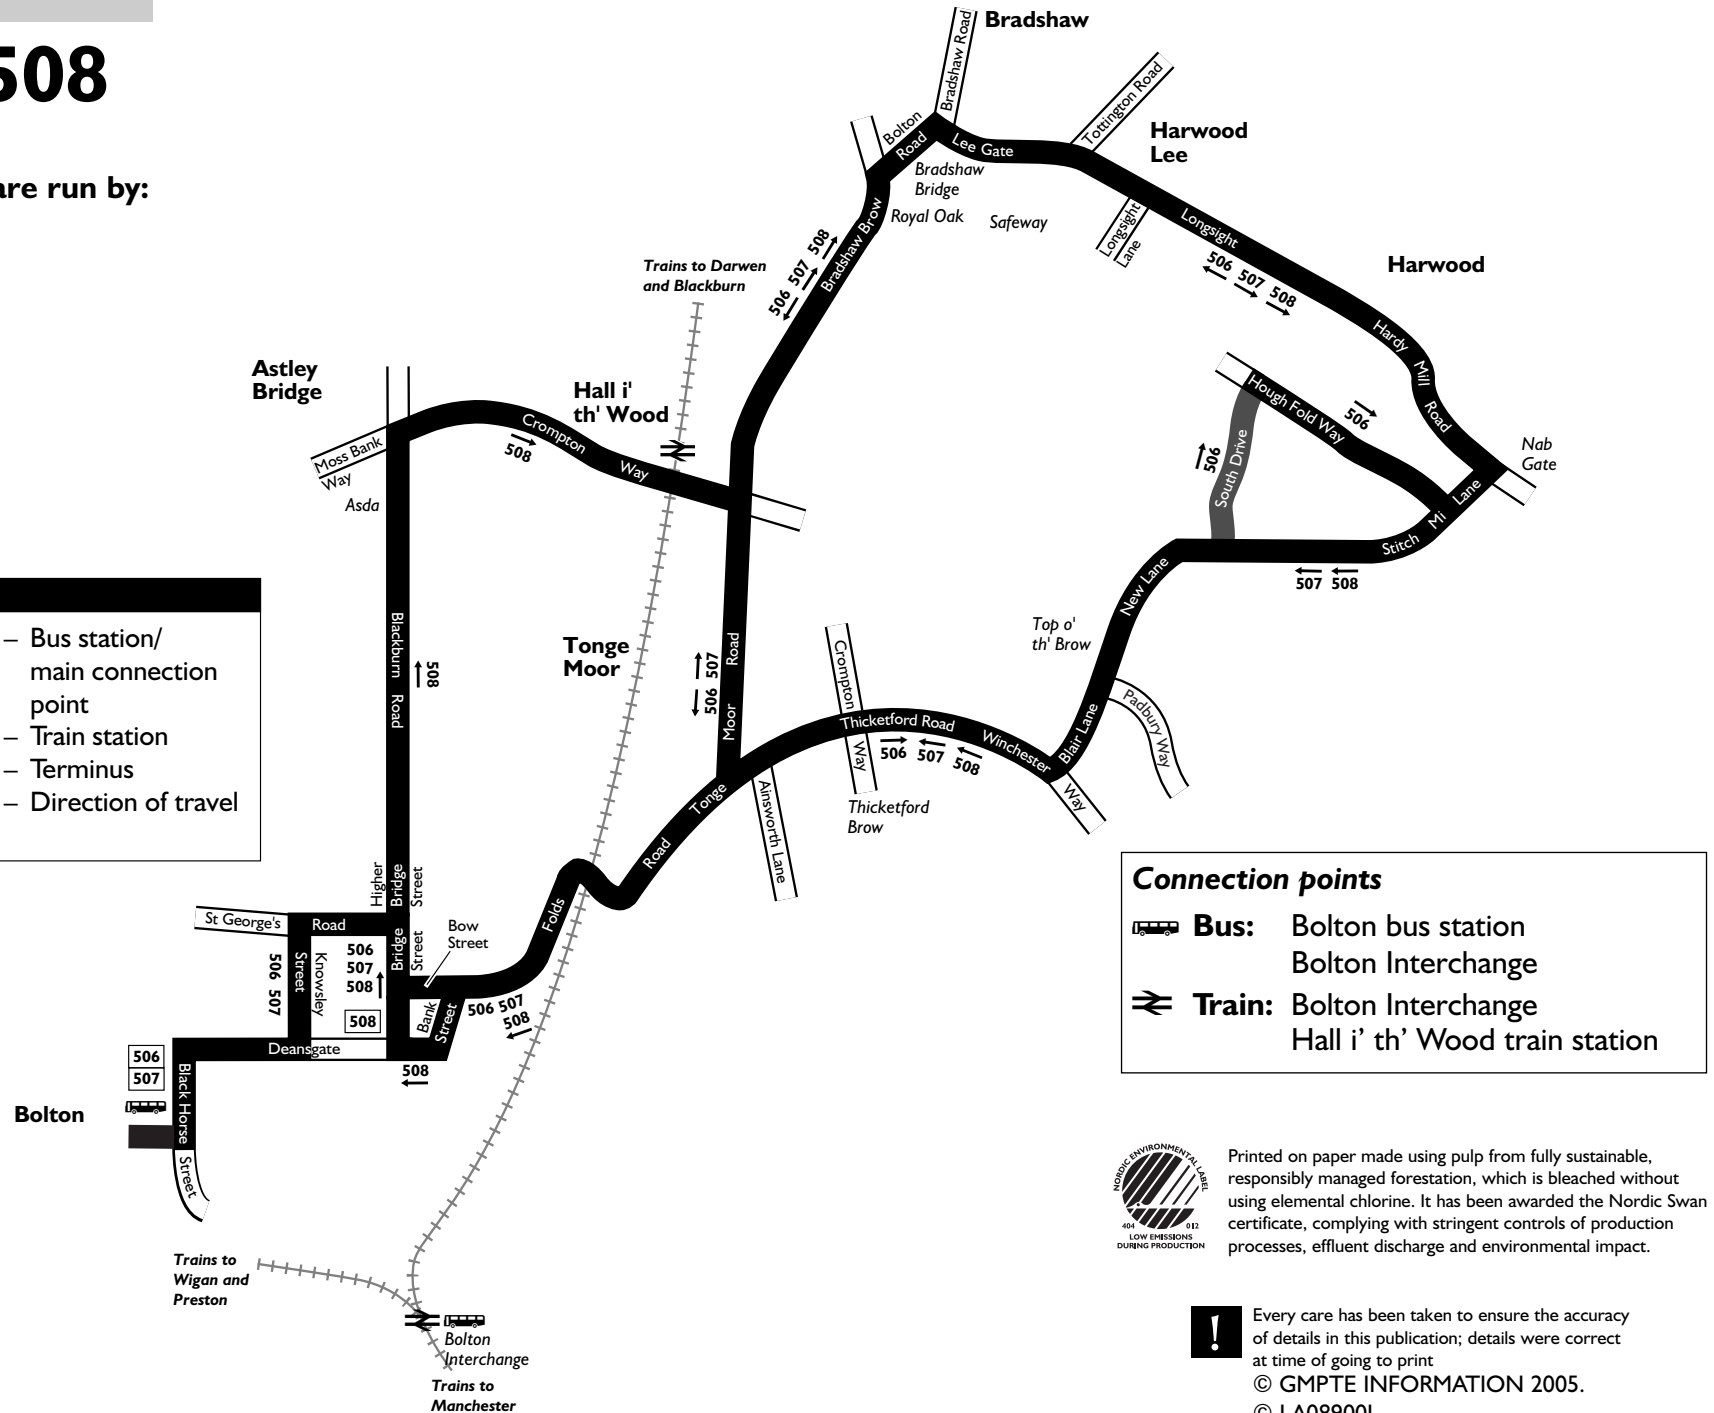 508
are run by:
– Bus station/
main connection
point
– Train station
– Terminus
– Direction of travel
Bradshaw
Bradshaw Road
Tottington Road
Bolton
Road
Lee Gate
Harwood
Lee
Bradshaw
Bridge
Royal Oak
Safeway
Longsight
Lane
Longsight
506 507 508
Harwood
Bradshaw Brow
506 507 508
Trains to Darwen
and Blackburn
Hardy Mill Road
Hough Fold Way
506
South Drive
506
Nab
Gate
Stitch Mi Lane
507 508
Astley
Bridge
Hall i'
th' Wood
Crompton Way
508
Moss Bank
Way
Asda
Blackburn Road
508
Tonge
Moor
506 507
Moor Road
Crompton
Way
Thicketford Road
506 507 508
Winchester
Way
Blair Lane
New Lane
Top o'
th' Brow
Padbury Way
Thicketford
Brow
Ainsworth Lane
Folds Road Tonge
Higher
Bridge
Street
St George's
Road
Bow
Street
Bridge
Street
506
507
508
508
Knowsley
Street
506 507
Bank
Street
506 507
508
Deansgate
508
506
507
Black Horse
Street
Bolton
Trains to
Wigan and
Preston
Bolton
Interchange
Trains to
Manchester
Connection points
Bus: Bolton bus station
Bolton Interchange
Train: Bolton Interchange
Hall i’ th’ Wood train station
NORDIC ENVIRONMENTAL LABEL
404 012
LOW EMISSIONS
DURING PRODUCTION
Printed on paper made using pulp from fully sustainable,
responsibly managed forestation, which is bleached without
using elemental chlorine. It has been awarded the Nordic Swan
certificate, complying with stringent controls of production
processes, effluent discharge and environmental impact.
!
Every care has been taken to ensure the accuracy
of details in this publication; details were correct
at time of going to print
© GMPTE INFORMATION 2005.